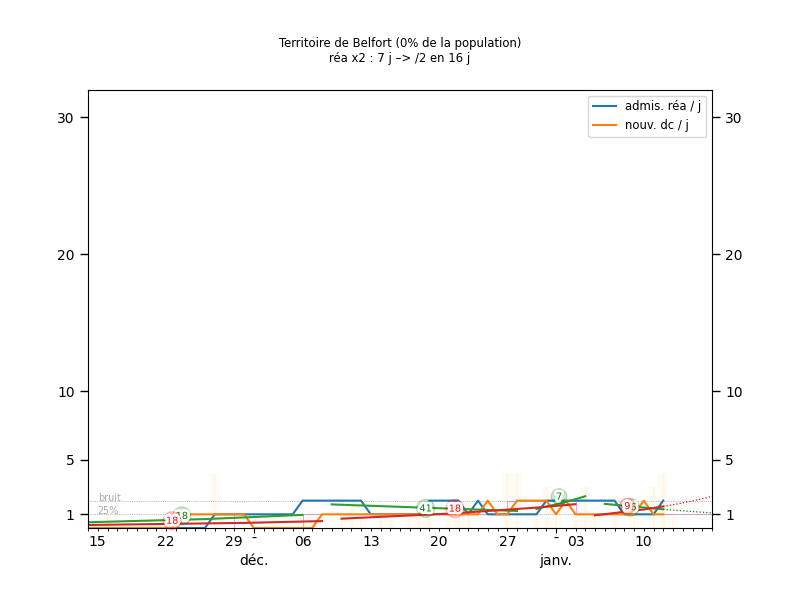 Territoire de Belfort (0% de la population)
réa x2 : 7 j –> /2 en 16 j
admis. réa / j
nouv. dc / j
30 30
20 20
10 10
5 5
bruit
25%
1 1
18 8 41 18 7 9
15 22 29 - 06 13 20 27 - 03 10
déc. janv.